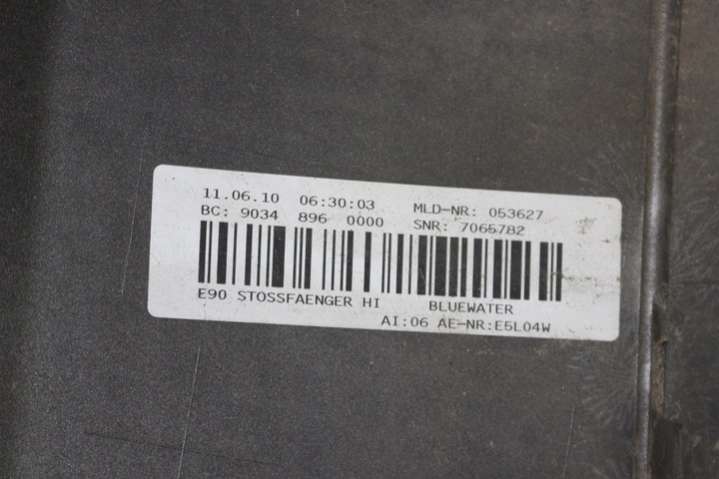 11.06.10 06:30:03 MLD-NR: 053627
BC: 9034 896 0000 SNR: 7065782
E90 STOSSFAENGER HI BLUEWATER
AI:06 AE-NR:E5L04W